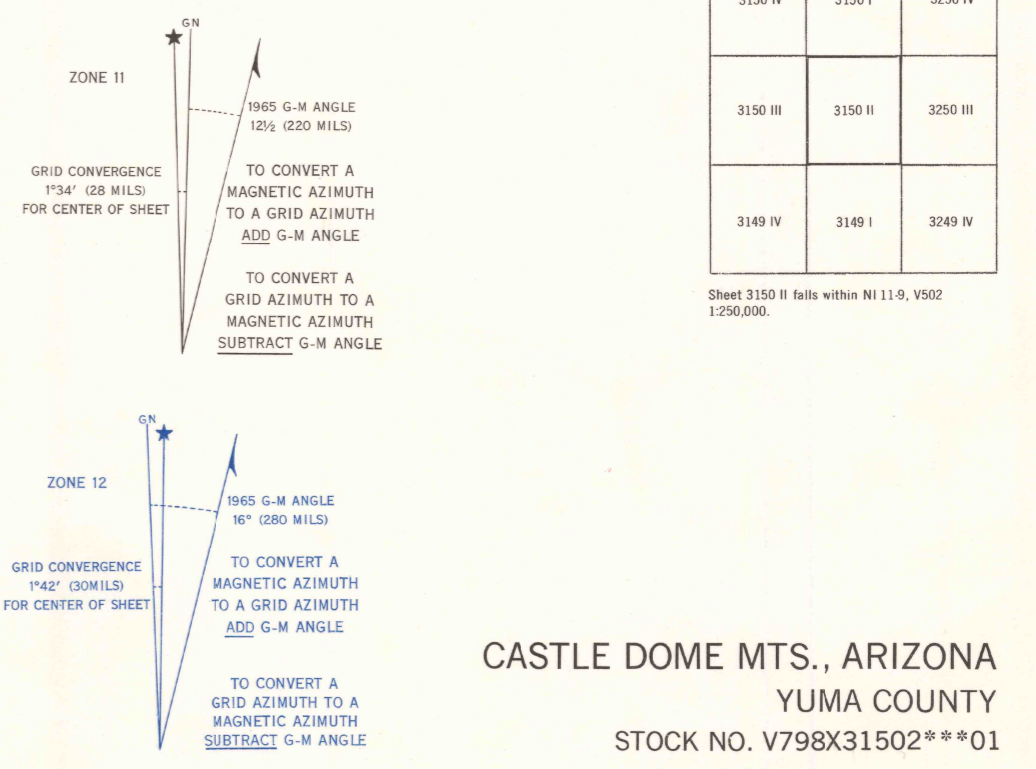 GN
ZONE 11
1965 G-M ANGLE
12½ (220 MILS)
GRID CONVERGENCE
1°34′ (28 MILS)
FOR CENTER OF SHEET
TO CONVERT A
MAGNETIC AZIMUTH
TO A GRID AZIMUTH
ADD G-M ANGLE
TO CONVERT A
GRID AZIMUTH TO A
MAGNETIC AZIMUTH
SUBTRACT G-M ANGLE
3150 IV 3150 I 3250 IV
3150 III 3150 II 3250 III
3149 IV 3149 I 3249 IV
Sheet 3150 II falls within NI 11-9, V502
1:250,000.
GN
ZONE 12
1965 G-M ANGLE
16° (280 MILS)
GRID CONVERGENCE
1°42′ (30MILS)
FOR CENTER OF SHEET
TO CONVERT A
MAGNETIC AZIMUTH
TO A GRID AZIMUTH
ADD G-M ANGLE
TO CONVERT A
GRID AZIMUTH TO A
MAGNETIC AZIMUTH
SUBTRACT G-M ANGLE
CASTLE DOME MTS., ARIZONA
YUMA COUNTY
STOCK NO. V798X31502***01